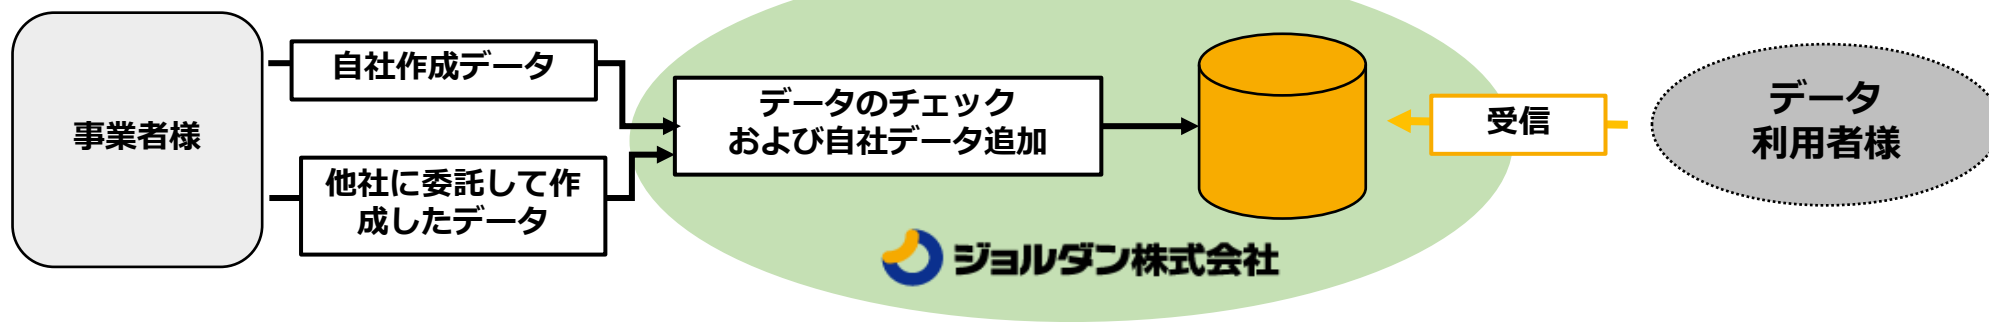 事業者様
自社作成データ
他社に委託して作
成したデータ
データのチェック
および自社データ追加
ジョルダン株式会社
受信
データ
利用者様